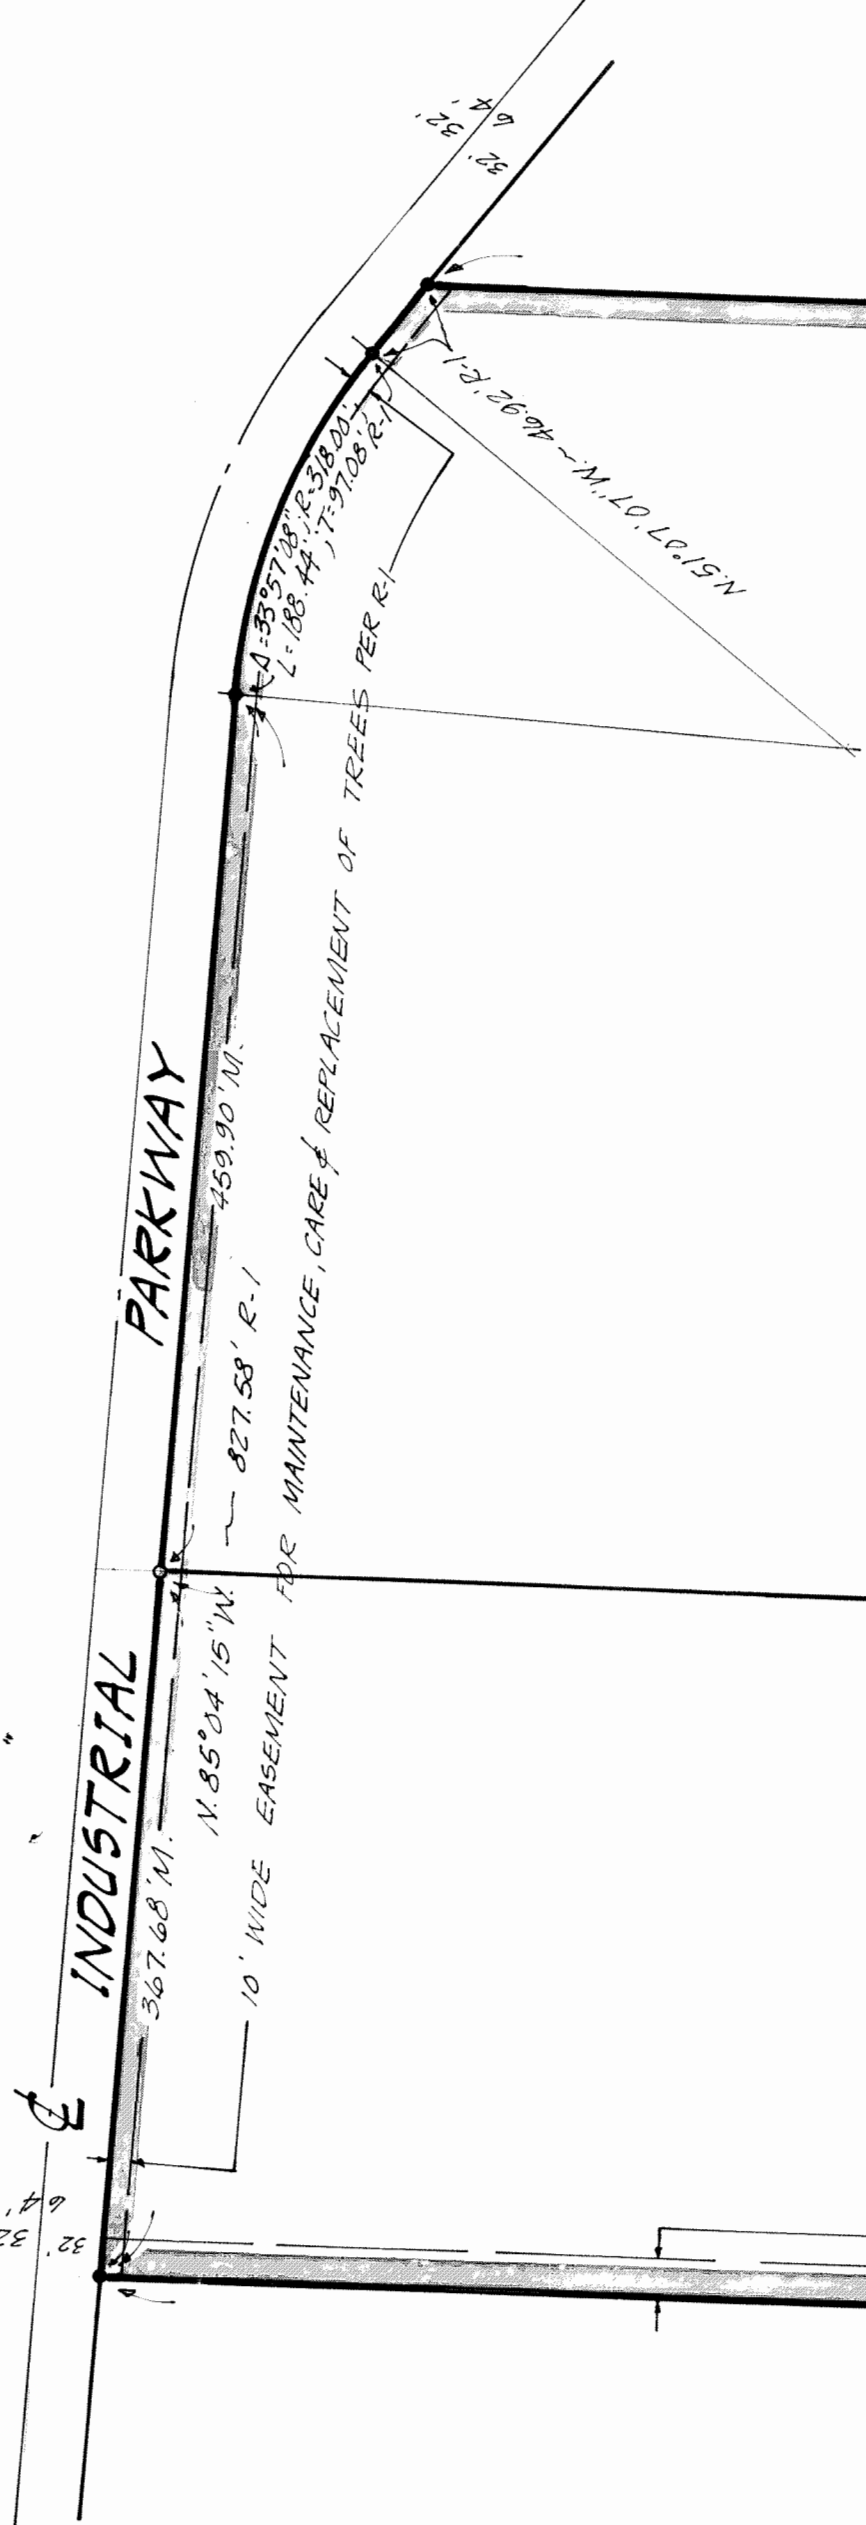 32'
64'
32'
N.51°07'07"W. ~ 46.92' R-1
Δ=33°57'08"; R=318.00'
L=188.44'; T=97.08' R-1
10' WIDE EASEMENT FOR MAINTENANCE, CARE & REPLACEMENT OF TREES PER R-1
459.90' M.
N.85°04'15"W. ~ 827.58' R-1
367.68' M.
INDUSTRIAL PARKWAY
℄
64'
32'
32'